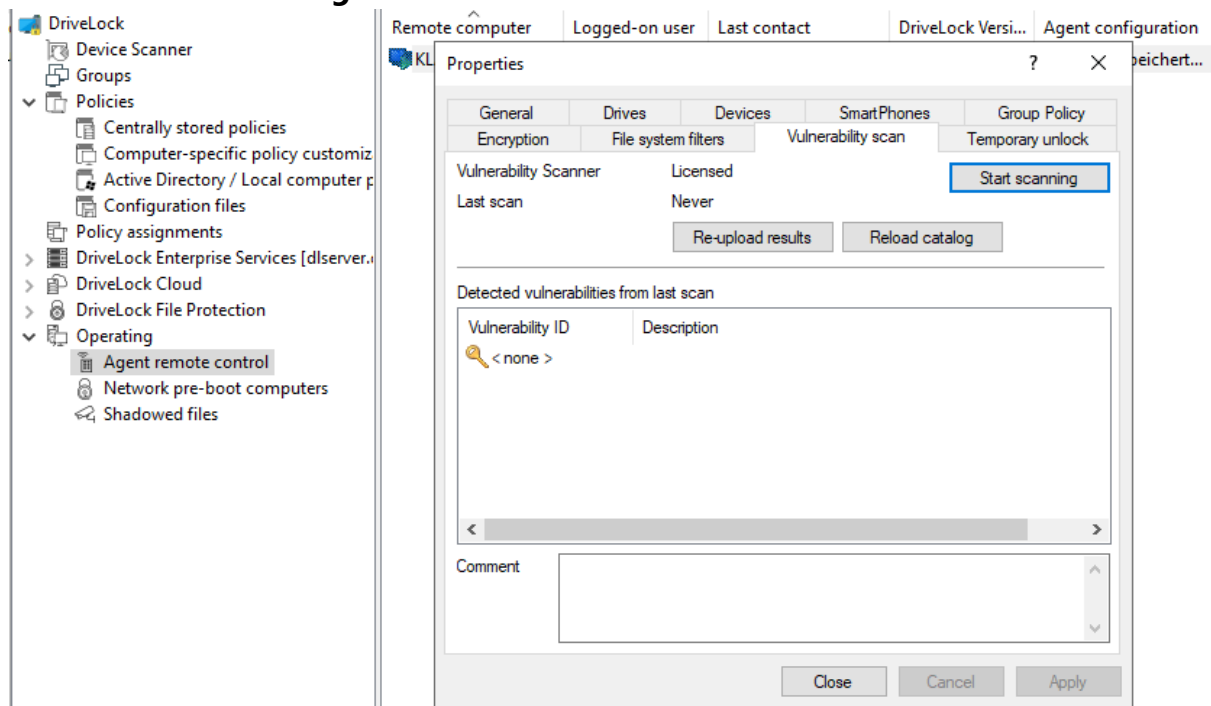 DriveLock
Device Scanner
Groups
Policies
Centrally stored policies
Computer-specific policy customiz
Active Directory / Local computer p
Configuration files
Policy assignments
DriveLock Enterprise Services [dlserver.
DriveLock Cloud
DriveLock File Protection
Operating
Agent remote control
Network pre-boot computers
Shadowed files
Remote computer Logged-on user Last contact DriveLock Versi... Agent configuration
KL
peichert...
Properties ?
General Drives Devices SmartPhones Group Policy
Encryption File system filters Vulnerability scan Temporary unlock
Vulnerability Scanner Licensed Start scanning
Last scan Never
Re-upload results Reload catalog
Detected vulnerabilities from last scan
Vulnerability ID Description
< none >
Comment
Close Cancel Apply